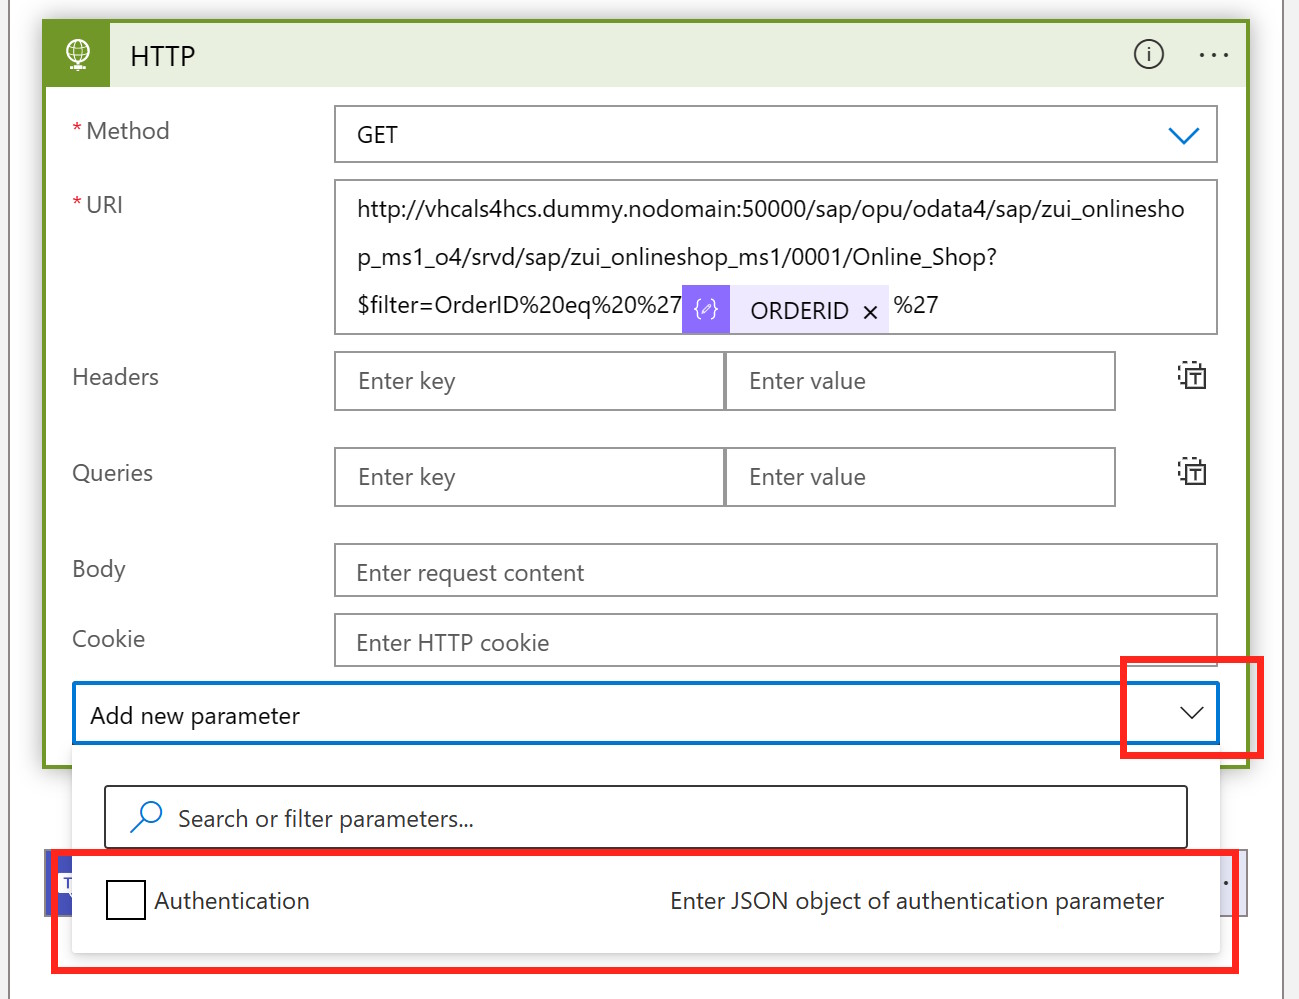 HTTP
* Method
GET
* URI
http://vhcals4hcs.dummy.nodomain:50000/sap/opu/odata4/sap/zui_onlinesho
p_ms1_o4/srvd/sap/zui_onlineshop_ms1/0001/Online_Shop?
$filter=OrderID%20eq%20%27 ORDERID × %27
Headers
Enter key
Enter value
Queries
Enter key
Enter value
Body
Enter request content
Cookie
Enter HTTP cookie
Add new parameter
Search or filter parameters...
Authentication
Enter JSON object of authentication parameter